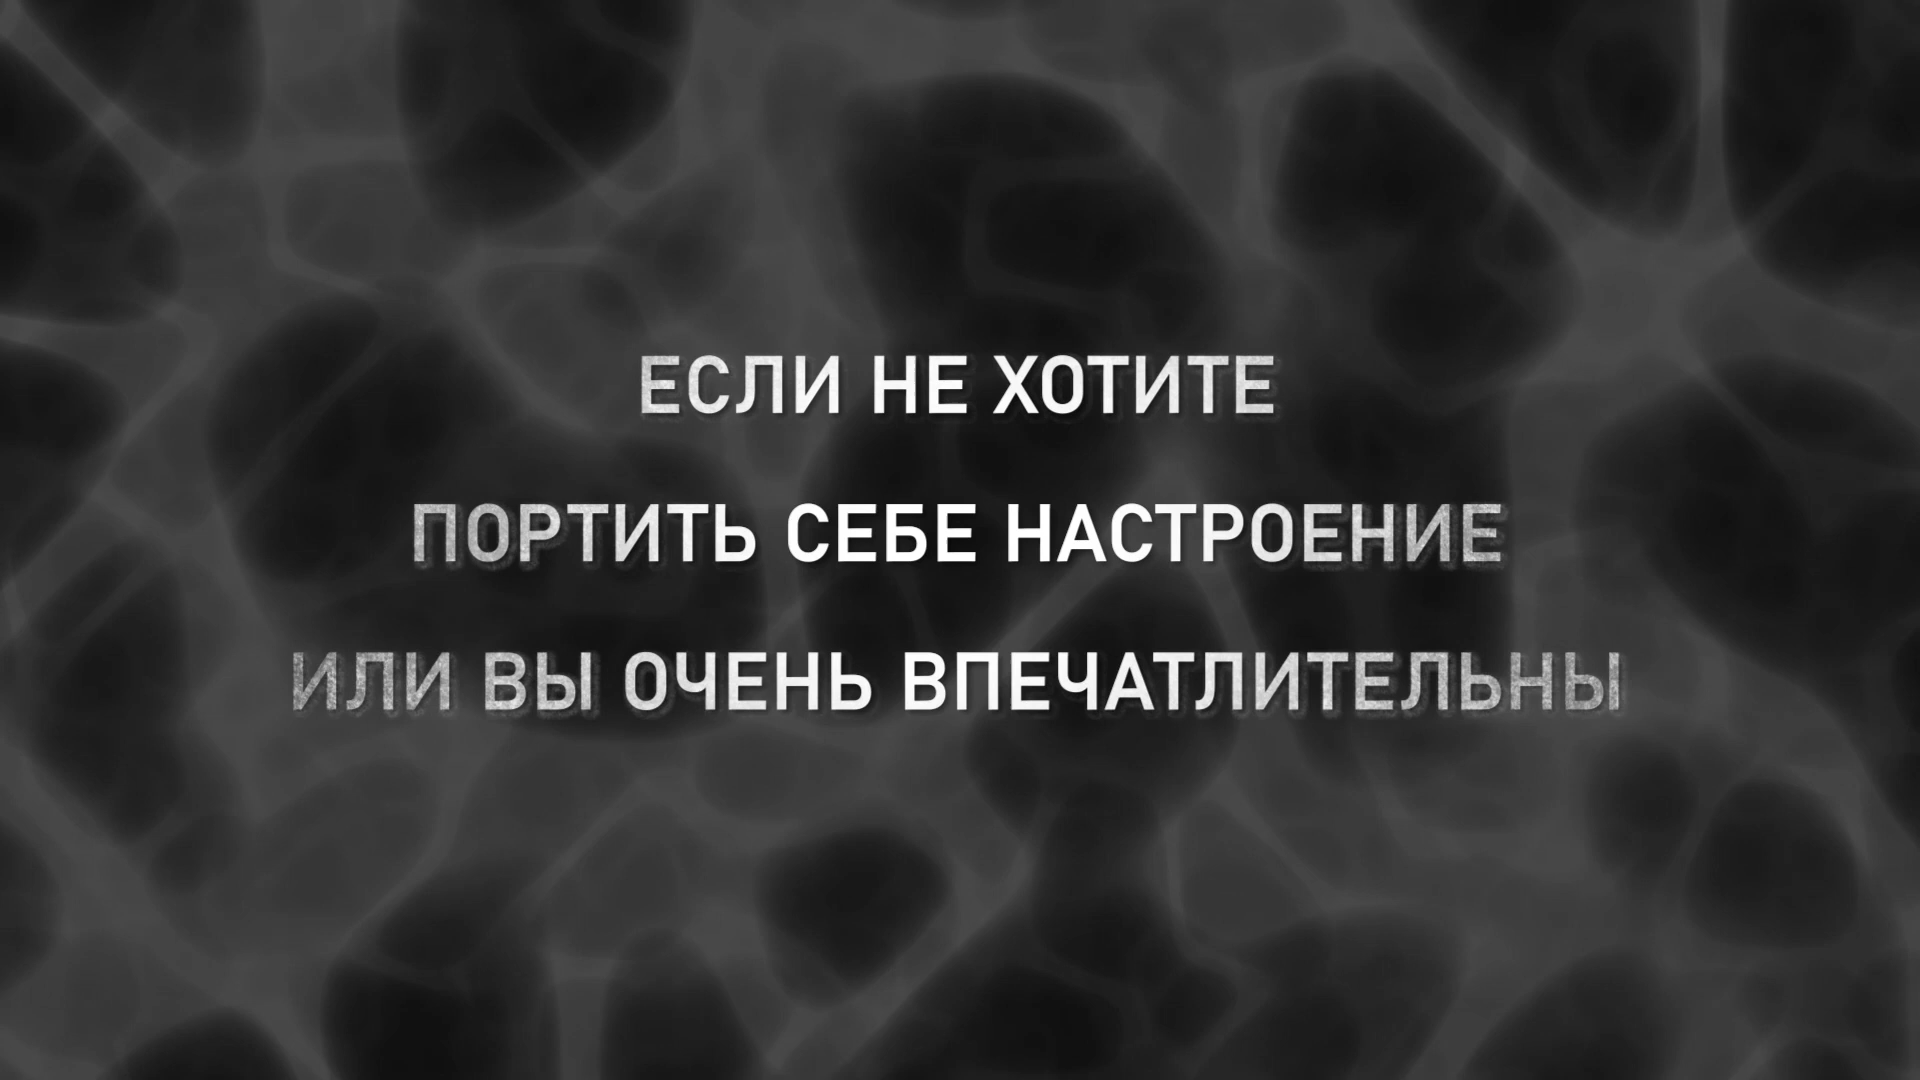 ЕСЛИ НЕ ХОТИТЕ
ПОРТИТЬ СЕБЕ НАСТРОЕНИЕ
ИЛИ ВЫ ОЧЕНЬ ВПЕЧАТЛИТЕЛЬНЫ